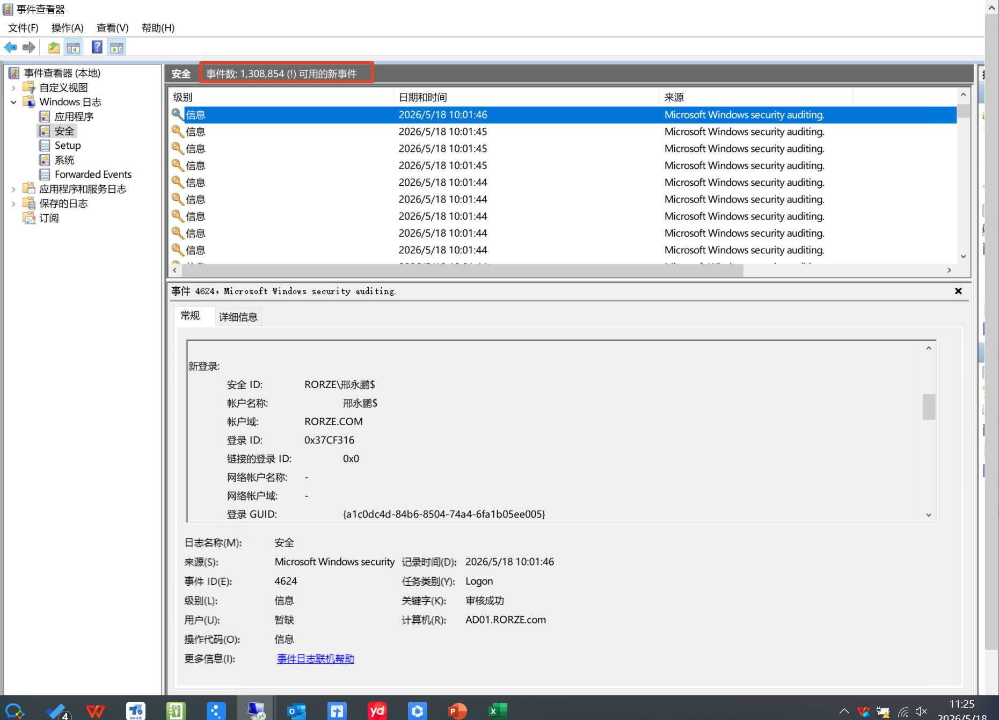 事件查看器
文件(F) 操作(A) 查看(V) 帮助(H)
事件查看器 (本地)
自定义视图
Windows 日志
应用程序
安全
Setup
系统
Forwarded Events
应用程序和服务日志
保存的日志
订阅
安全 事件数: 1,308,854 (!) 可用的新事件
级别 日期和时间 来源
信息 2026/5/18 10:01:46 Microsoft Windows security auditing.
信息 2026/5/18 10:01:45 Microsoft Windows security auditing.
信息 2026/5/18 10:01:45 Microsoft Windows security auditing.
信息 2026/5/18 10:01:45 Microsoft Windows security auditing.
信息 2026/5/18 10:01:44 Microsoft Windows security auditing.
信息 2026/5/18 10:01:44 Microsoft Windows security auditing.
信息 2026/5/18 10:01:44 Microsoft Windows security auditing.
信息 2026/5/18 10:01:44 Microsoft Windows security auditing.
信息 2026/5/18 10:01:44 Microsoft Windows security auditing.
事件 4624，Microsoft Windows security auditing.
常规 详细信息
新登录:
安全 ID: RORZE\邢永鹏$
帐户名称: 邢永鹏$
帐户域: RORZE.COM
登录 ID: 0x37CF316
链接的登录 ID: 0x0
网络帐户名称: -
网络帐户域: -
登录 GUID: {a1c0dc4d-84b6-8504-74a4-6fa1b05ee005}
日志名称(M): 安全
来源(S): Microsoft Windows security 记录时间(D): 2026/5/18 10:01:46
事件 ID(E): 4624 任务类别(Y): Logon
级别(L): 信息 关键字(K): 审核成功
用户(U): 暂缺 计算机(R): AD01.RORZE.com
操作代码(O): 信息
更多信息(I): 事件日志联机帮助
4
yd
11:25
2026/5/18